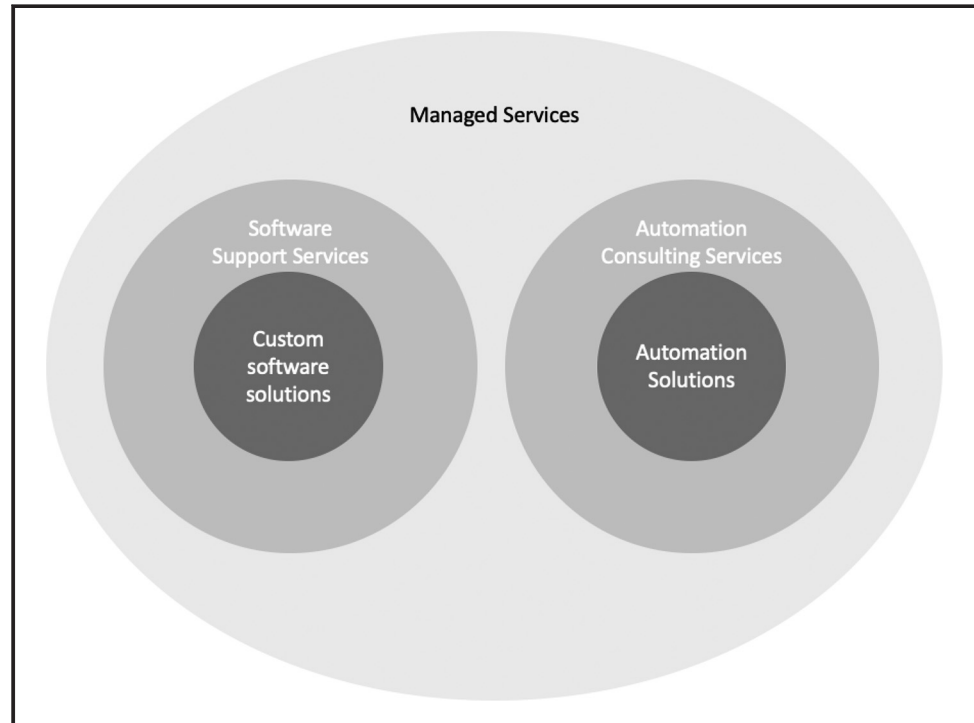 Managed Services
Software
Support Services
Custom
software
solutions
Automation
Consulting Services
Automation
Solutions